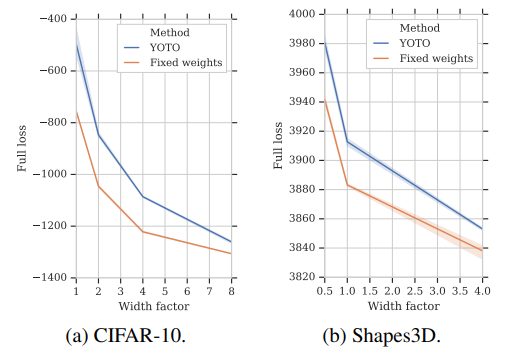 Full loss
−400
−600
−800
−1000
−1200
−1400
Method
YOTO
Fixed weights
1 2 3 4 5 6 7 8
Width factor
(a) CIFAR-10.
Full loss
4000
3980
3960
3940
3920
3900
3880
3860
3840
3820
Method
YOTO
Fixed weights
0.5 1.0 1.5 2.0 2.5 3.0 3.5 4.0
Width factor
(b) Shapes3D.